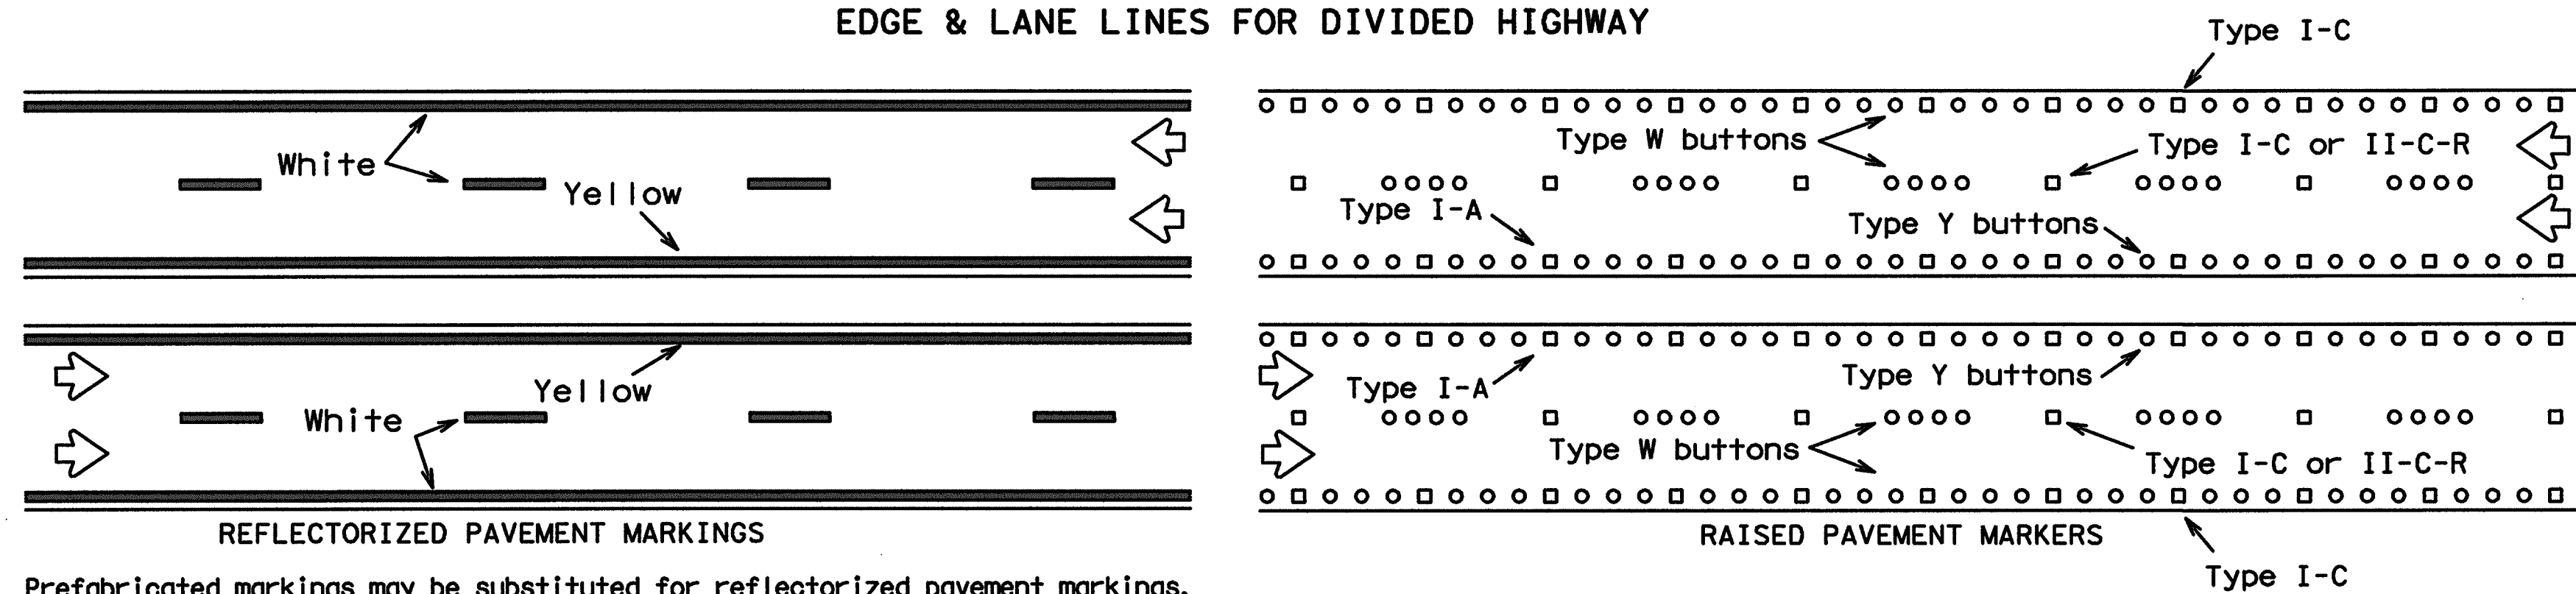 EDGE & LANE LINES FOR DIVIDED HIGHWAY
Type I-C
White
Yellow
Type W buttons
Type I-C or II-C-R
Type I-A
Type Y buttons
Yellow
White
Type I-A
Type Y buttons
Type W buttons
Type I-C or II-C-R
REFLECTORIZED PAVEMENT MARKINGS
RAISED PAVEMENT MARKERS
Type I-C
Prefabricated markings may be substituted for reflectorized pavement markings.